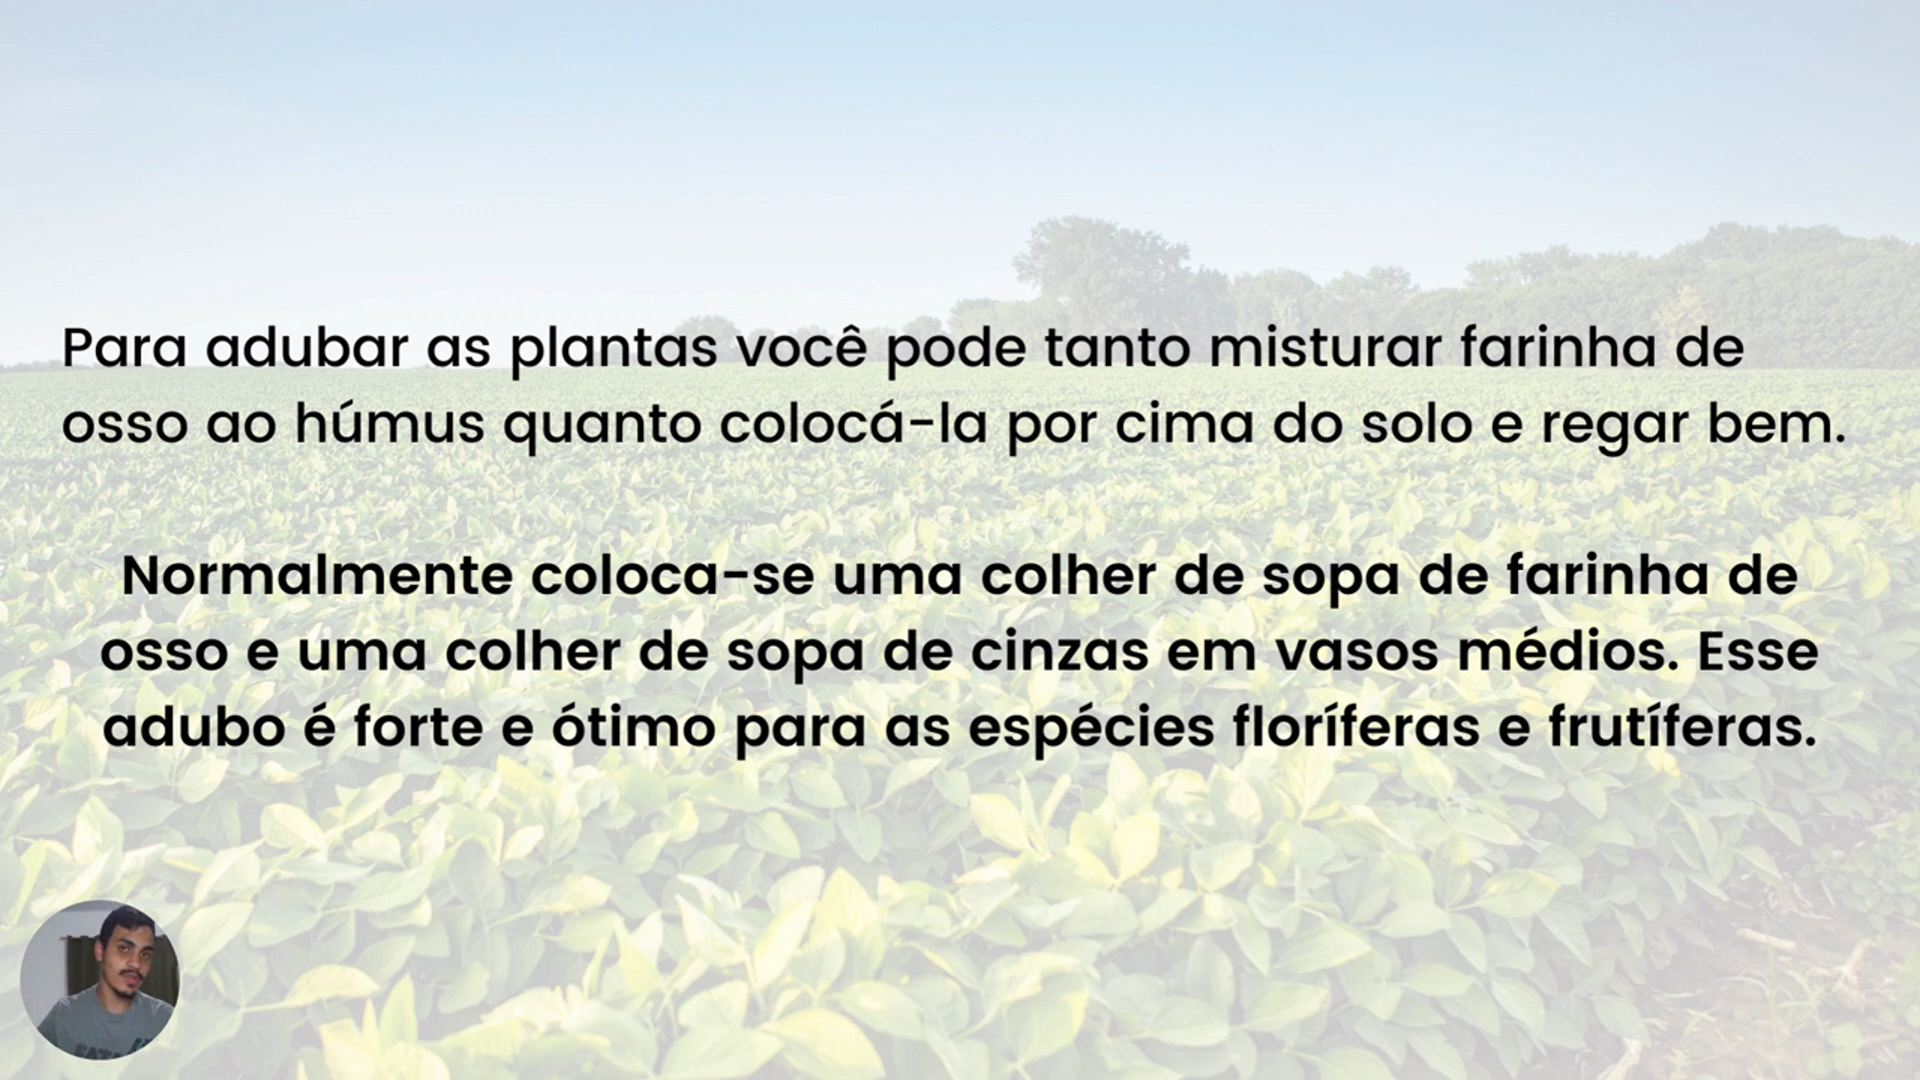 Para adubar as plantas você pode tanto misturar farinha de
osso ao húmus quanto colocá-la por cima do solo e regar bem.
Normalmente coloca-se uma colher de sopa de farinha de
osso e uma colher de sopa de cinzas em vasos médios. Esse
adubo é forte e ótimo para as espécies floríferas e frutíferas.